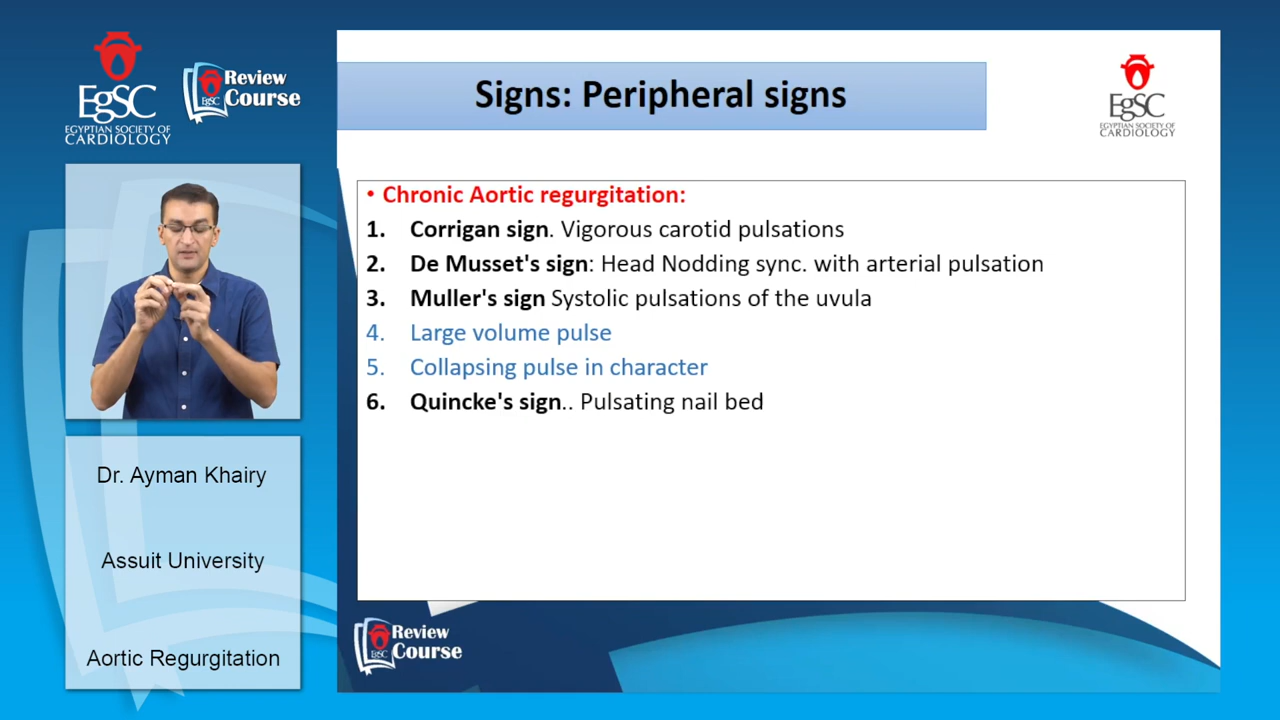 EgSC
EGYPTIAN SOCIETY OF
CARDIOLOGY
Review
EgSC Course
Dr. Ayman Khairy
Assuit University
Aortic Regurgitation
Signs: Peripheral signs
EgSC
EGYPTIAN SOCIETY OF
CARDIOLOGY
• Chronic Aortic regurgitation:
1. Corrigan sign. Vigorous carotid pulsations
2. De Musset's sign: Head Nodding sync. with arterial pulsation
3. Muller's sign Systolic pulsations of the uvula
4. Large volume pulse
5. Collapsing pulse in character
6. Quincke's sign.. Pulsating nail bed
Review
EgSC Course